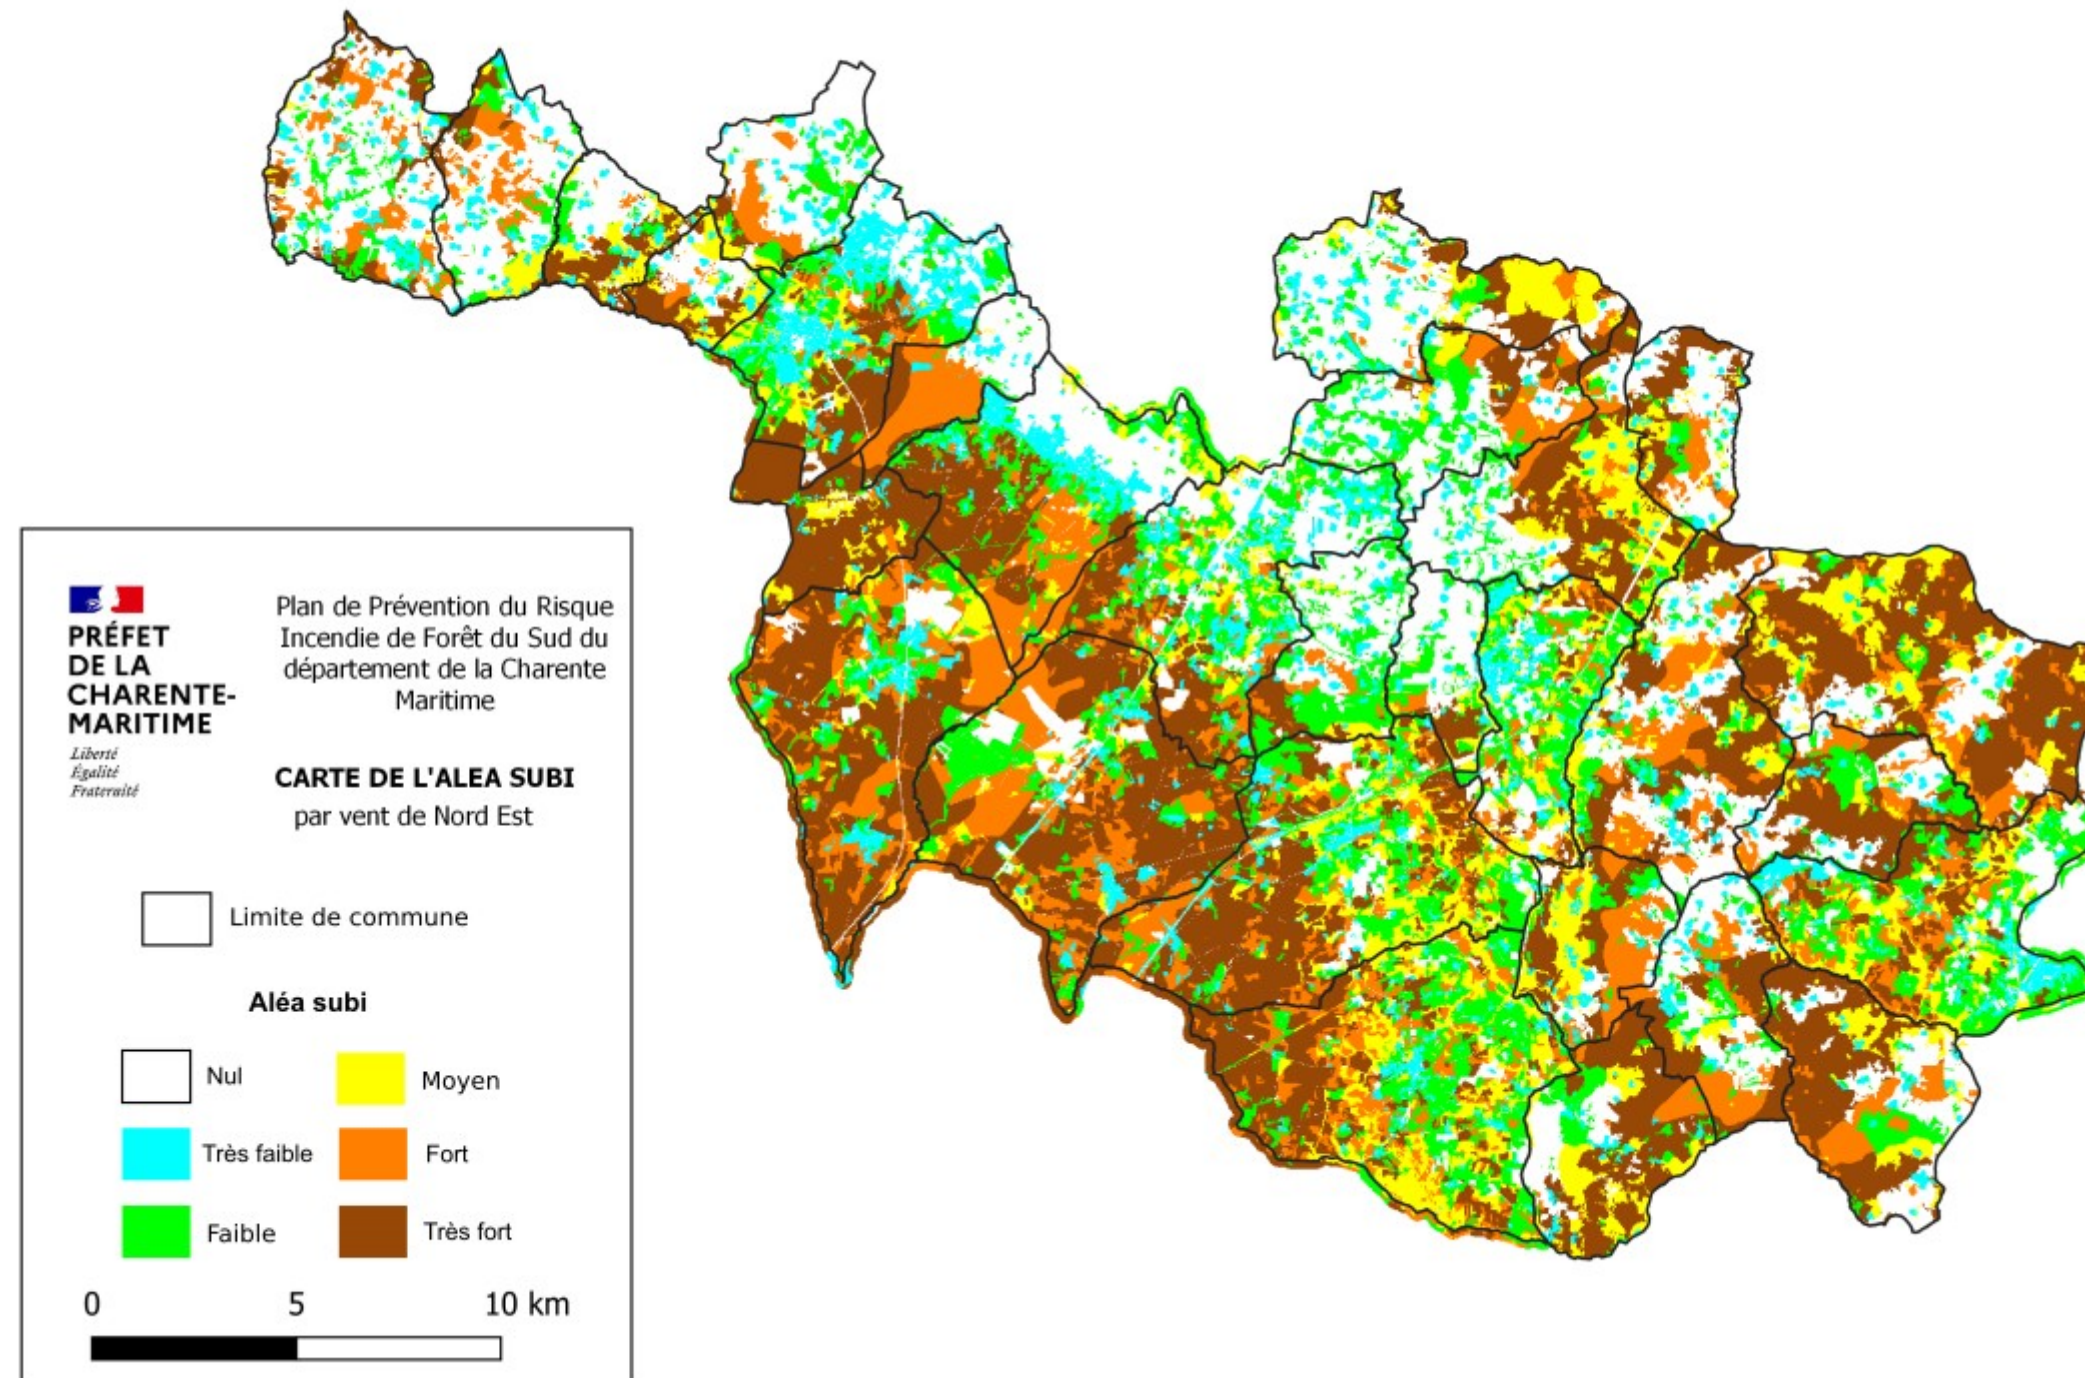 PRÉFET
DE LA
CHARENTE-
MARITIME
Liberté
Égalité
Fraternité
Plan de Prévention du Risque
Incendie de Forêt du Sud du
département de la Charente
Maritime
CARTE DE L'ALEA SUBI
par vent de Nord Est
Limite de commune
Aléa subi
Nul
Moyen
Très faible
Fort
Faible
Très fort
0 5 10 km